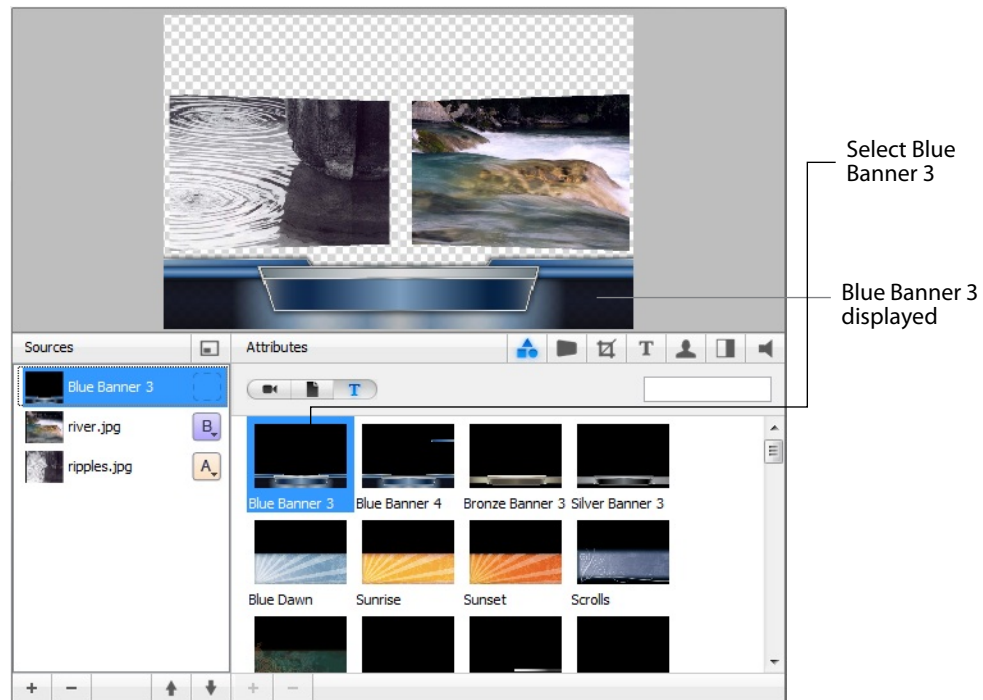 Select Blue
Banner 3
Blue Banner 3
displayed
Sources
Attributes
T
Blue Banner 3
T
river.jpg
B
ripples.jpg
A
Blue Banner 3
Blue Banner 4
Bronze Banner 3
Silver Banner 3
Blue Dawn
Sunrise
Sunset
Scrolls